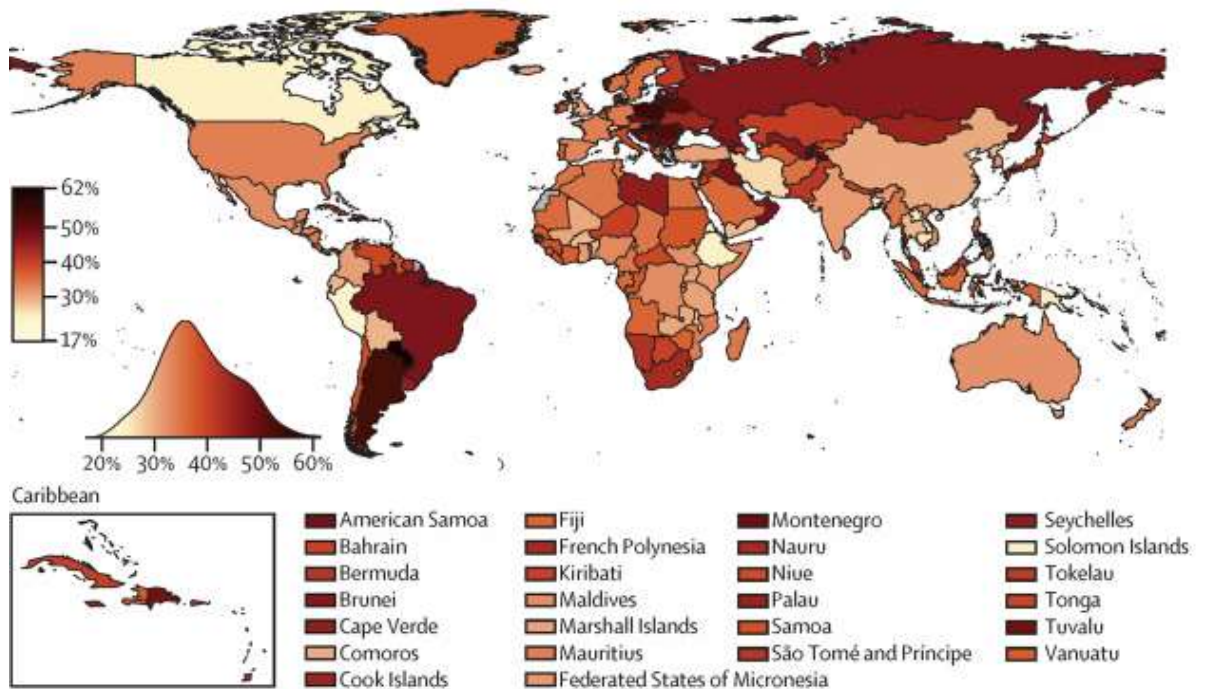 62%
50%
40%
30%
17%
20% 30% 40% 50% 60%
Caribbean
American Samoa
Bahrain
Bermuda
Brunei
Cape Verde
Comoros
Cook Islands
Fiji
French Polynesia
Kiribati
Maldives
Marshall Islands
Mauritius
Federated States of Micronesia
Montenegro
Nauru
Niue
Palau
Samoa
São Tomé and Príncipe
Seychelles
Solomon Islands
Tokelau
Tonga
Tuvalu
Vanuatu